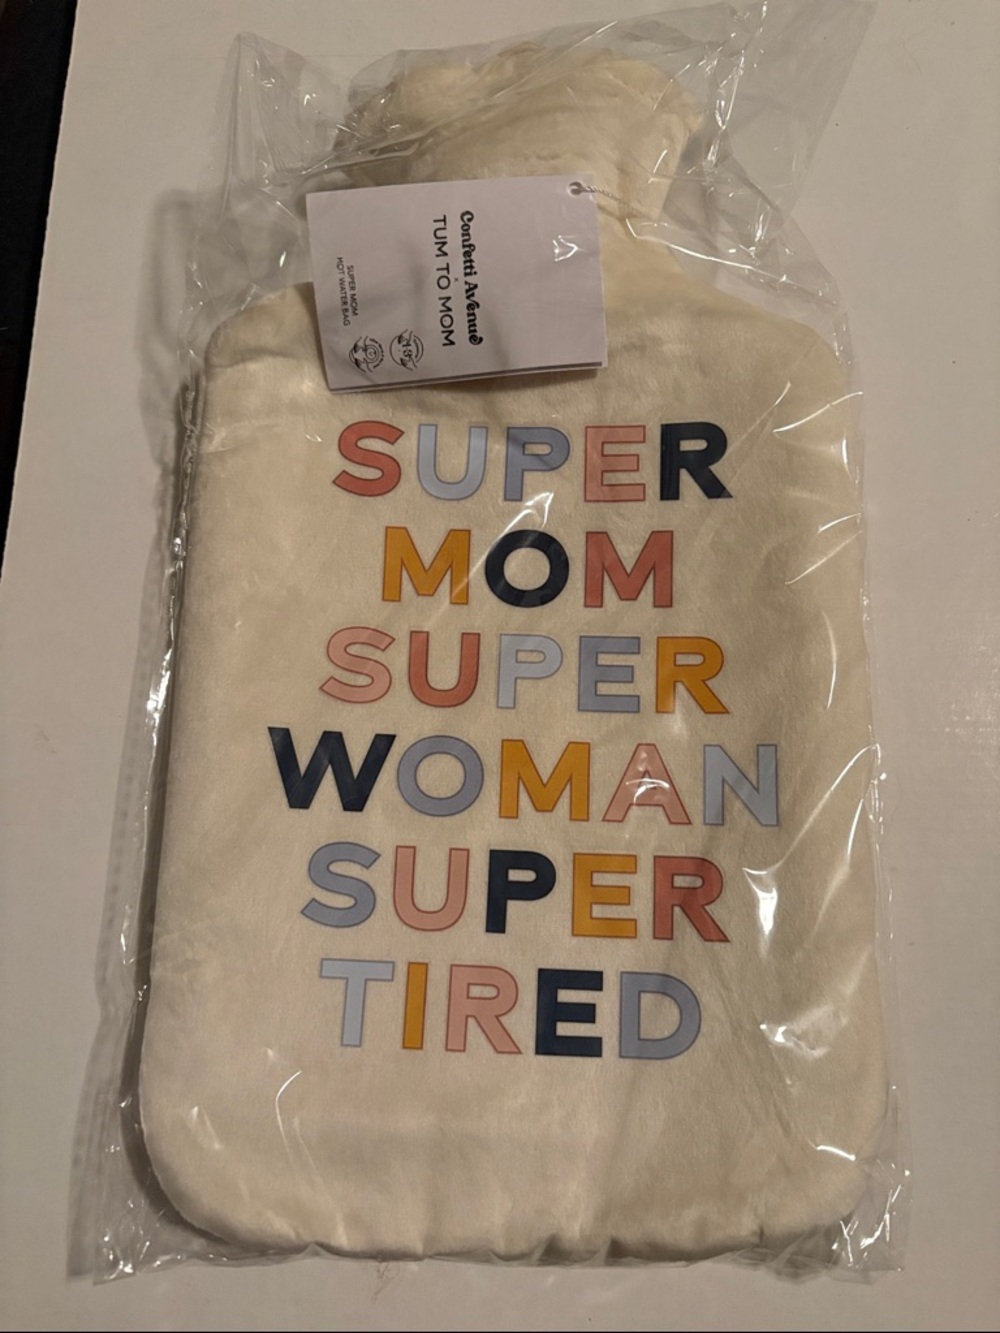 Confetti Avenue
x
TUM TO MOM
SUPER MOM
HOT WATER BAG
SUPER
MOM
SUPER
WOMAN
SUPER
TIRED